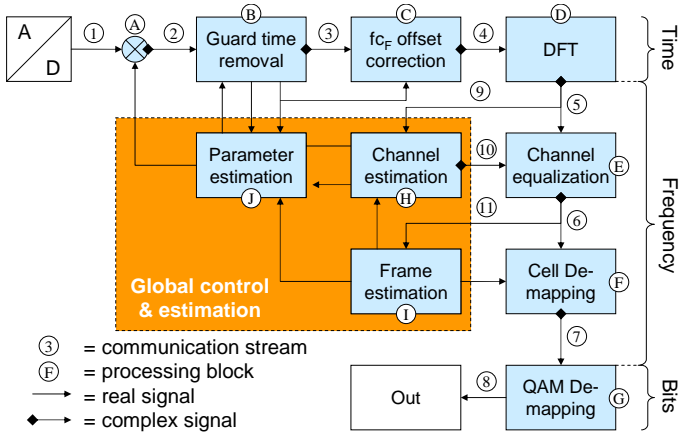 A
D
1
A
2
B
Guard time
removal
3
C
fcF offset
correction
4
D
DFT
Time
9
5
Parameter
estimation
J
Channel
estimation
H
10
Channel
equalization
E
Frequency
11
6
Global control
& estimation
Frame
estimation
I
Cell De-
mapping
F
7
3 = communication stream
F = processing block
= real signal
= complex signal
Out
8
QAM De-
mapping
G
Bits